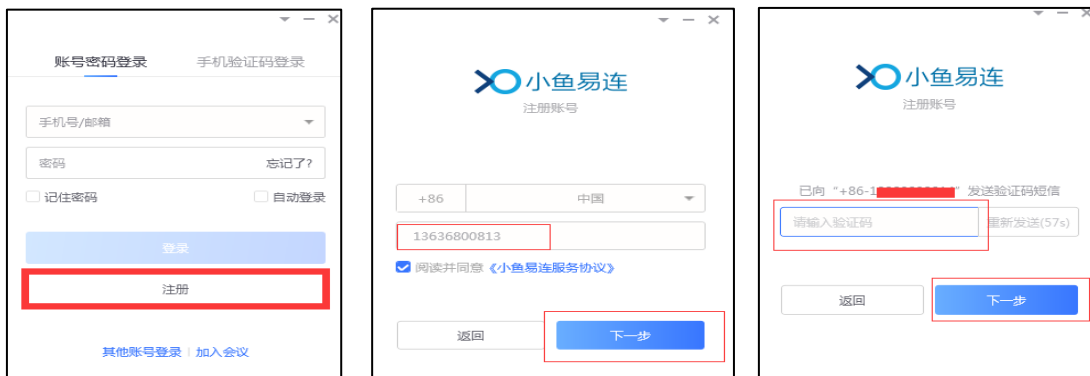 账号密码登录 手机验证码登录
手机号/邮箱
密码 忘记了?
记住密码 自动登录
登录
注册
其他账号登录 加入会议
小鱼易连
注册账号
+86 中国
13636800813
阅读并同意《小鱼易连服务协议》
返回 下一步
小鱼易连
注册账号
已向 "+86-1 " 发送验证码短信
请输入验证码 重新发送(57s)
返回 下一步